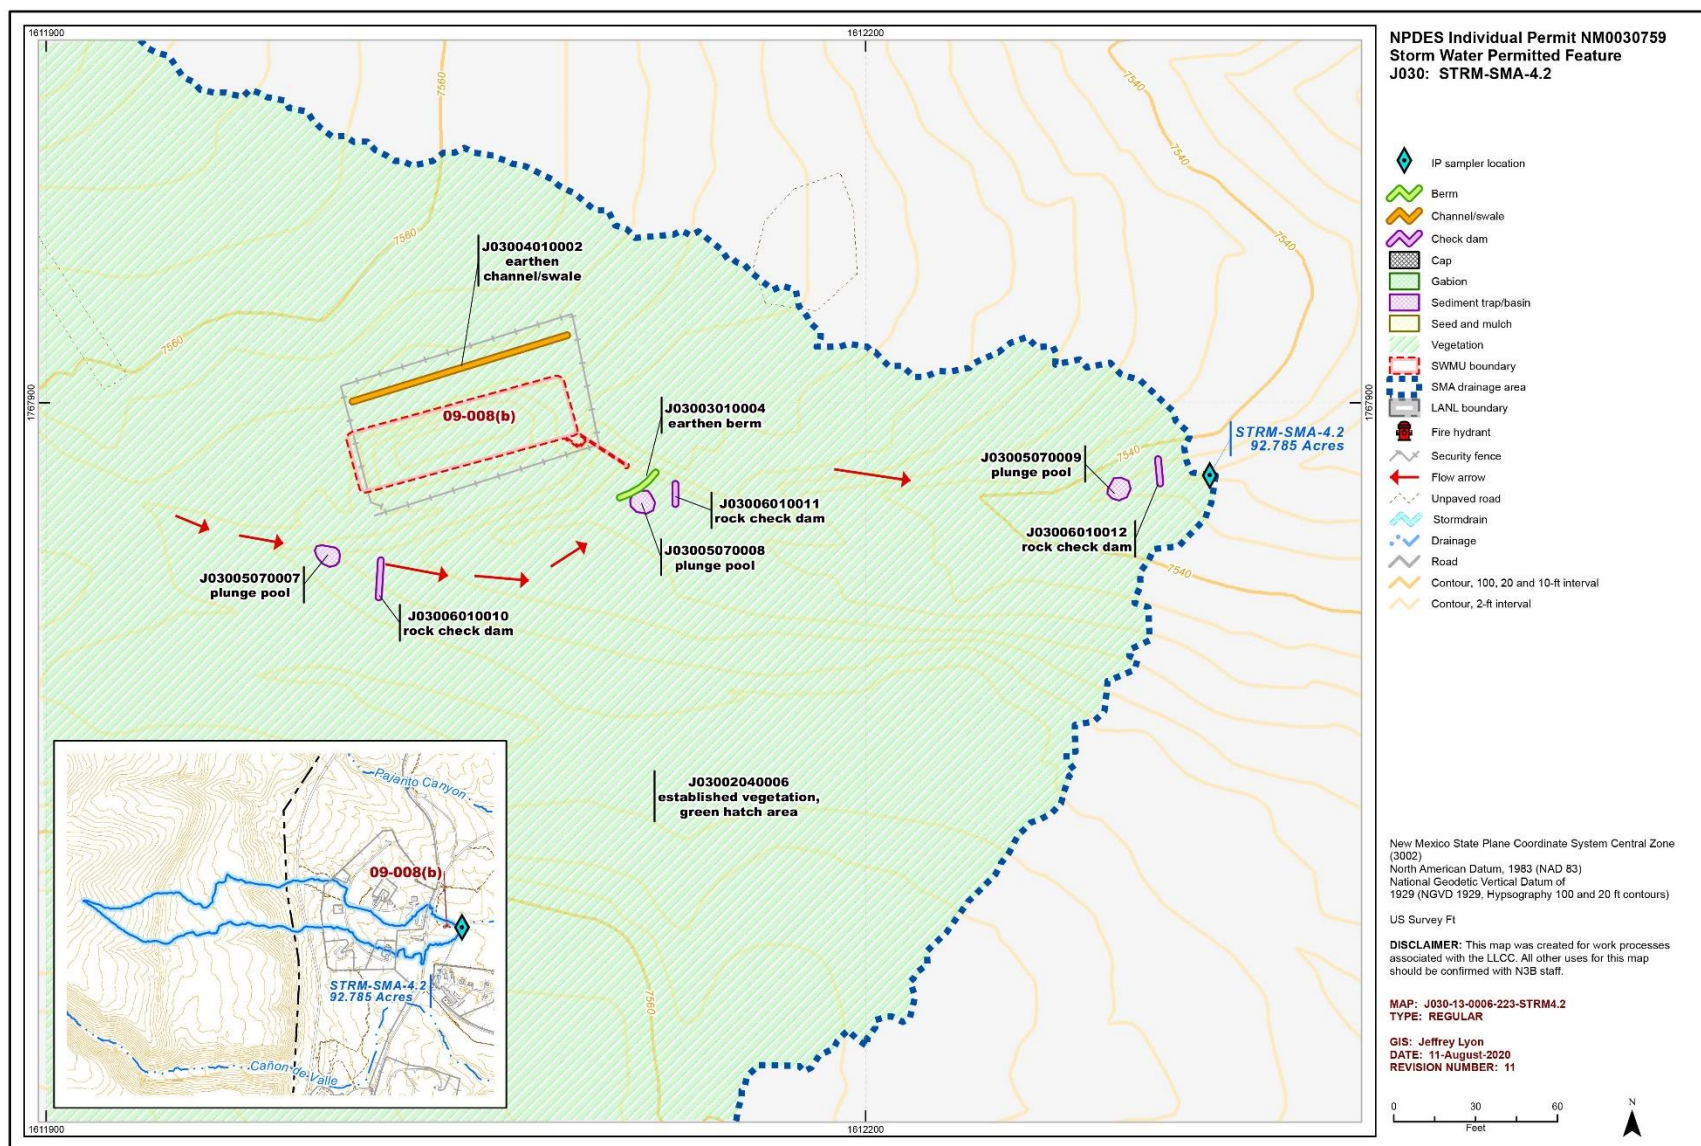 1611900
1612200
7560
7540
7540
7540
7560
7560
J03004010002
earthen
channel/swale
1767900
1767900
09-008(b)
J03003010004
earthen berm
STRM-SMA-4.2
92.785 Acres
J03005070009
plunge pool
7540
J03006010011
rock check dam
J03006010012
rock check dam
J03005070008
plunge pool
7540
J03005070007
plunge pool
J03006010010
rock check dam
J03002040006
established vegetation,
green hatch area
7560
Pajarito Canyon
09-008(b)
STRM-SMA-4.2
92.785 Acres
Cañon de Valle
1611900
1612200
NPDES Individual Permit NM0030759
Storm Water Permitted Feature
J030: STRM-SMA-4.2
IP sampler location
Berm
Channel/swale
Check dam
Cap
Gabion
Sediment trap/basin
Seed and mulch
Vegetation
SWMU boundary
SMA drainage area
LANL boundary
Fire hydrant
Security fence
Flow arrow
Unpaved road
Stormdrain
Drainage
Road
Contour, 100, 20 and 10-ft interval
Contour, 2-ft interval
New Mexico State Plane Coordinate System Central Zone
(3002)
North American Datum, 1983 (NAD 83)
National Geodetic Vertical Datum of
1929 (NGVD 1929, Hypsography 100 and 20 ft contours)
US Survey Ft
DISCLAIMER: This map was created for work processes
associated with the LLCC. All other uses for this map
should be confirmed with N3B staff.
MAP: J030-13-0006-223-STRM4.2
TYPE: REGULAR
GIS: Jeffrey Lyon
DATE: 11-August-2020
REVISION NUMBER: 11
0 30 60
Feet
N